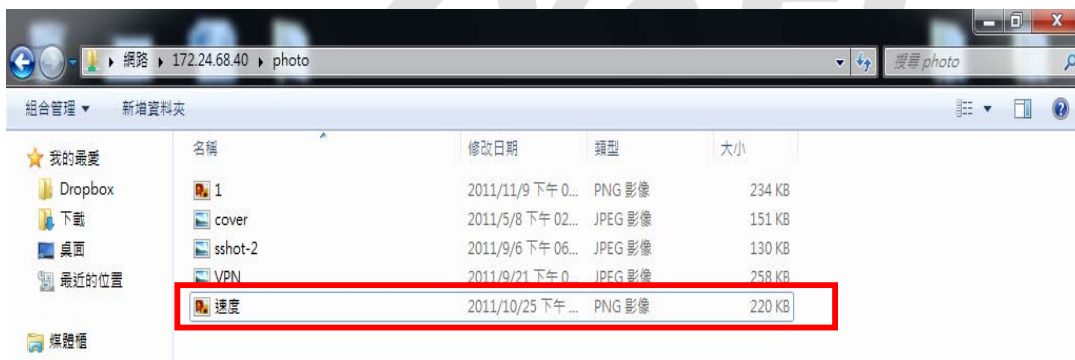 網路 ▸ 172.24.68.40 ▸ photo
搜尋 photo
組合管理 ▼ 新增資料夾
我的最愛
Dropbox
下載
桌面
最近的位置
媒體櫃
名稱 修改日期 類型 大小
1 2011/11/9 下午 0... PNG 影像 234 KB
cover 2011/5/8 下午 02... JPEG 影像 151 KB
sshot-2 2011/9/6 下午 06... JPEG 影像 130 KB
VPN 2011/9/21 下午 0... JPEG 影像 258 KB
速度 2011/10/25 下午 ... PNG 影像 220 KB